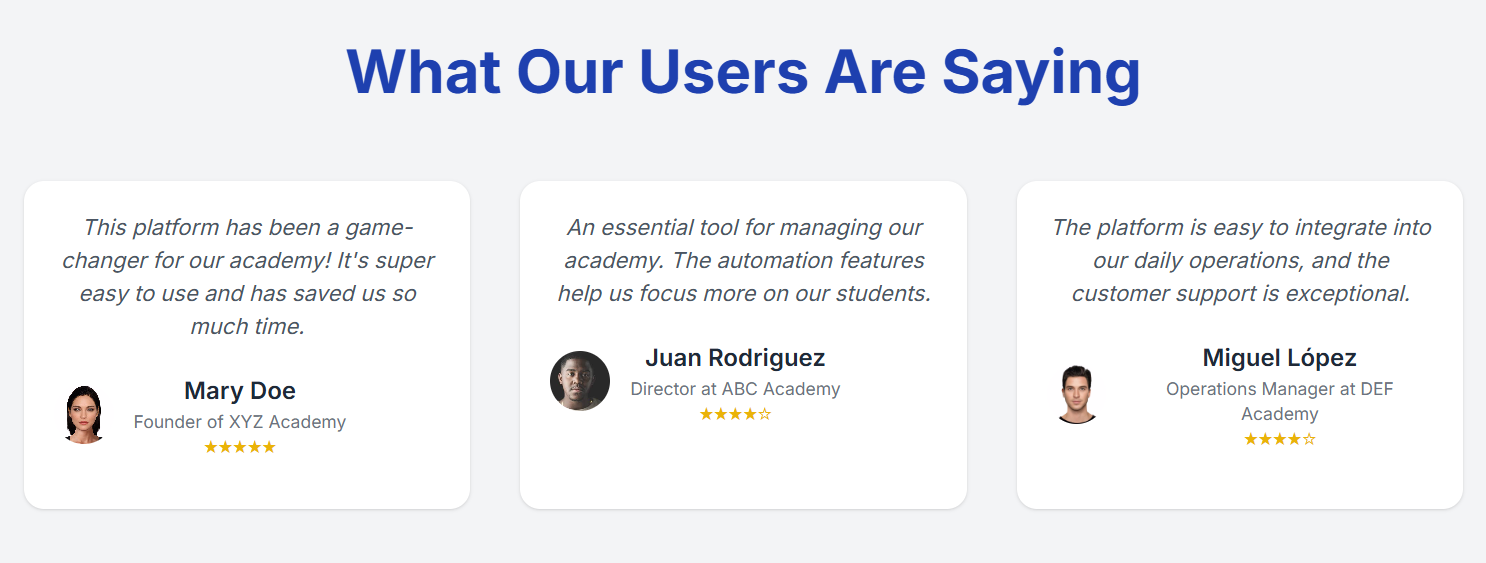 What Our Users Are Saying
This platform has been a game-
changer for our academy! It's super
easy to use and has saved us so
much time.
Mary Doe
Founder of XYZ Academy
★★★★★
An essential tool for managing our
academy. The automation features
help us focus more on our students.
Juan Rodriguez
Director at ABC Academy
★★★★☆
The platform is easy to integrate into
our daily operations, and the
customer support is exceptional.
Miguel López
Operations Manager at DEF
Academy
★★★★☆